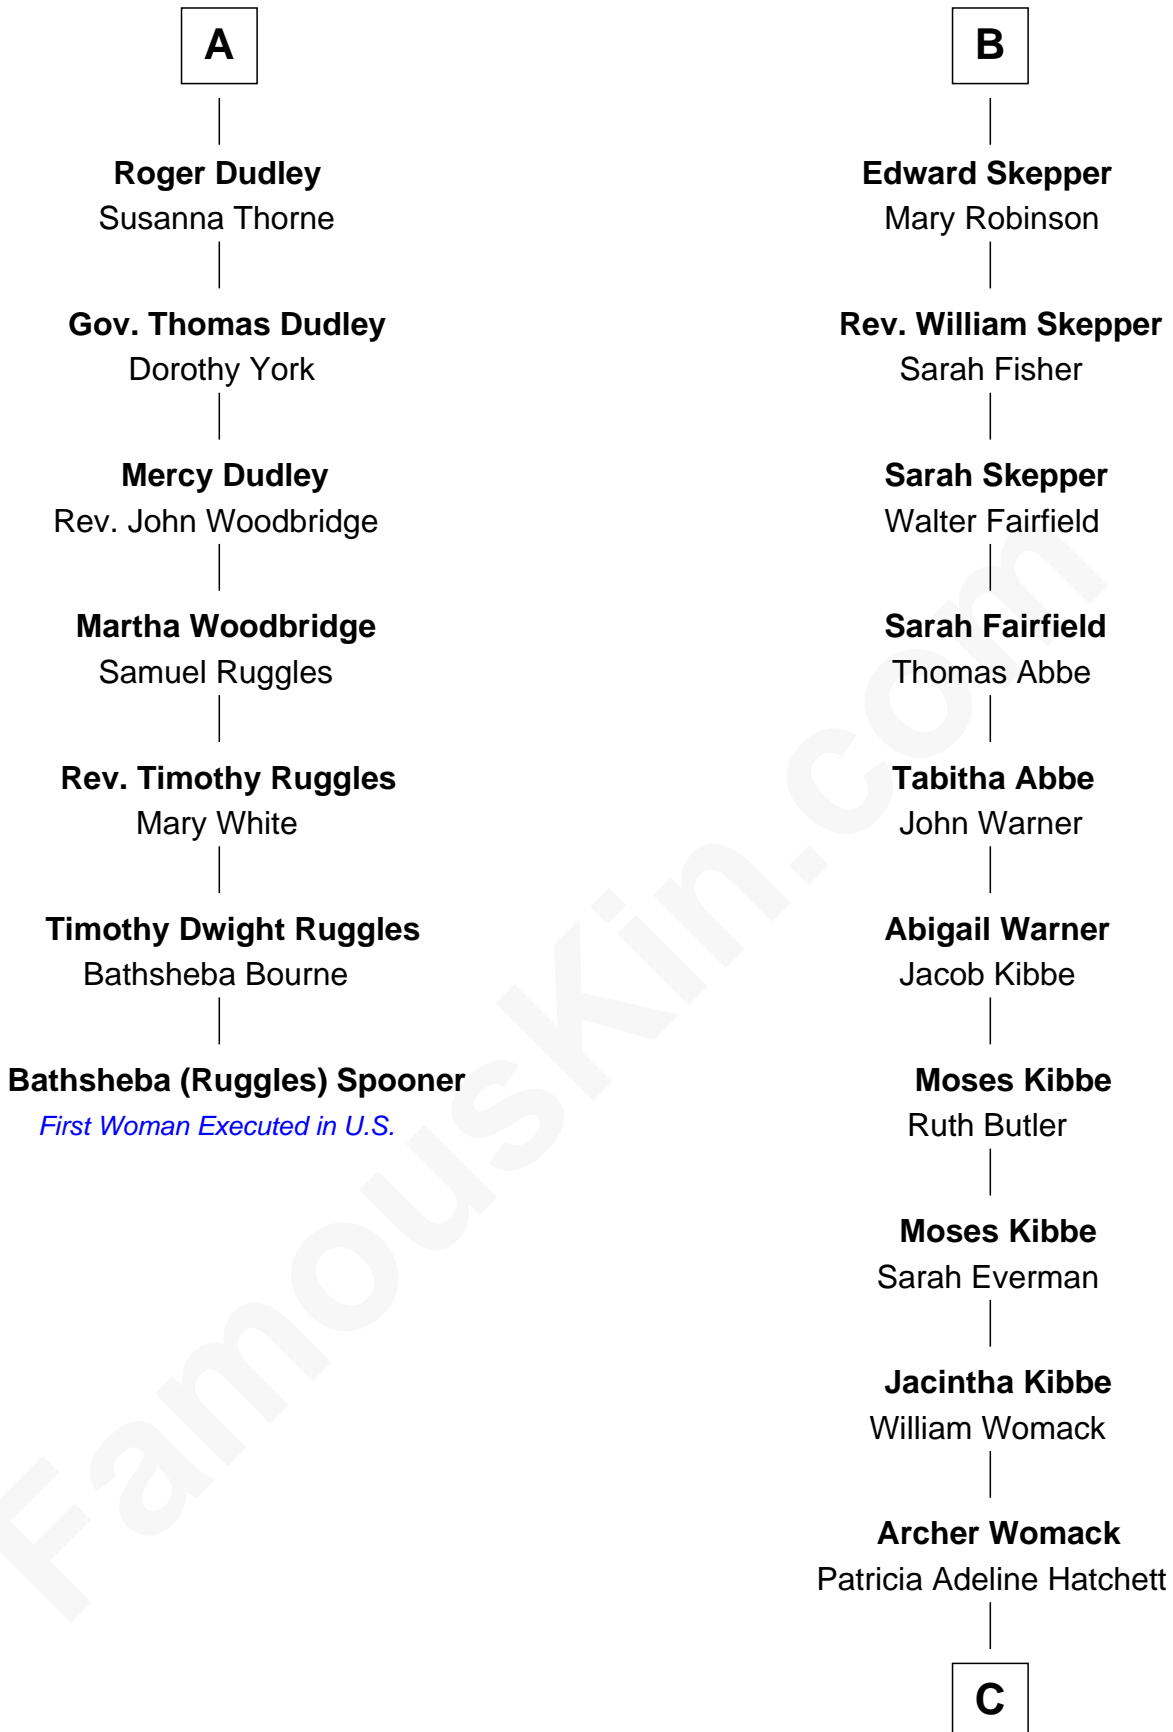 A
Roger Dudley
Susanna Thorne
Gov. Thomas Dudley
Dorothy York
Mercy Dudley
Rev. John Woodbridge
Martha Woodbridge
Samuel Ruggles
Rev. Timothy Ruggles
Mary White
Timothy Dwight Ruggles
Bathsheba Bourne
Bathsheba (Ruggles) Spooner
First Woman Executed in U.S.
B
Edward Skepper
Mary Robinson
Rev. William Skepper
Sarah Fisher
Sarah Skepper
Walter Fairfield
Sarah Fairfield
Thomas Abbe
Tabitha Abbe
John Warner
Abigail Warner
Jacob Kibbe
Moses Kibbe
Ruth Butler
Moses Kibbe
Sarah Everman
Jacintha Kibbe
William Womack
Archer Womack
Patricia Adeline Hatchett
C
FamousKin.com